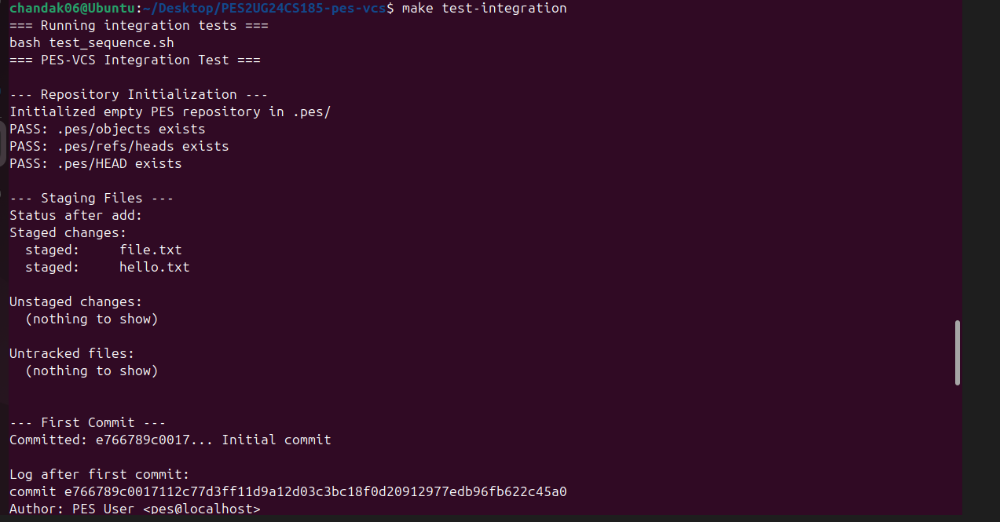 chandak06@Ubuntu:~/Desktop/PES2UG24CS185-pes-vcs$ make test-integration
=== Running integration tests ===
bash test_sequence.sh
=== PES-VCS Integration Test ===
--- Repository Initialization ---
Initialized empty PES repository in .pes/
PASS: .pes/objects exists
PASS: .pes/refs/heads exists
PASS: .pes/HEAD exists
--- Staging Files ---
Status after add:
Staged changes:
  staged:     file.txt
  staged:     hello.txt
Unstaged changes:
  (nothing to show)
Untracked files:
  (nothing to show)
--- First Commit ---
Committed: e766789c0017... Initial commit
Log after first commit:
commit e766789c0017112c77d3ff11d9a12d03c3bc18f0d20912977edb96fb622c45a0
Author: PES User <pes@localhost>